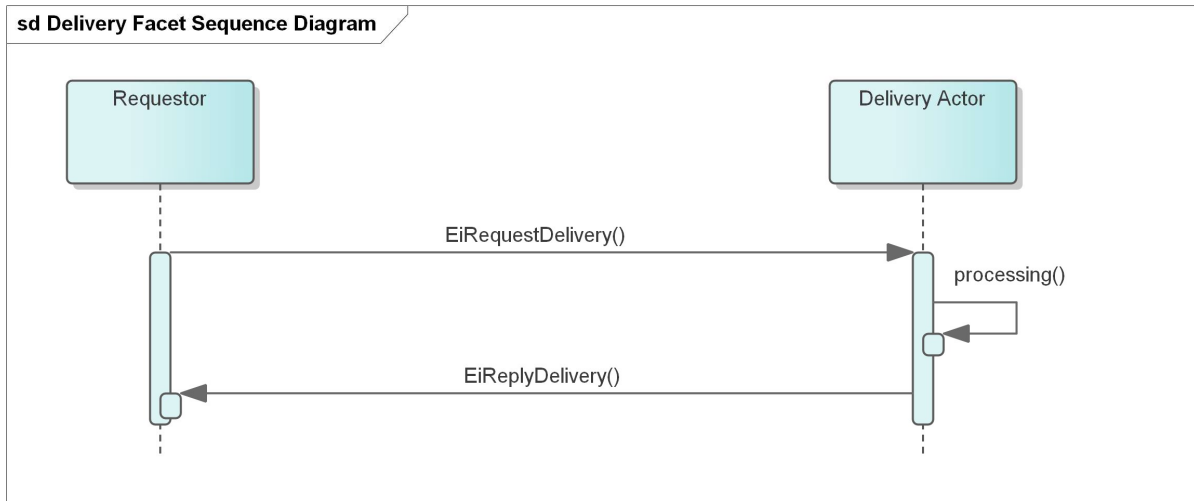 sd Delivery Facet Sequence Diagram
Requestor
Delivery Actor
EiRequestDelivery()
processing()
EiReplyDelivery()